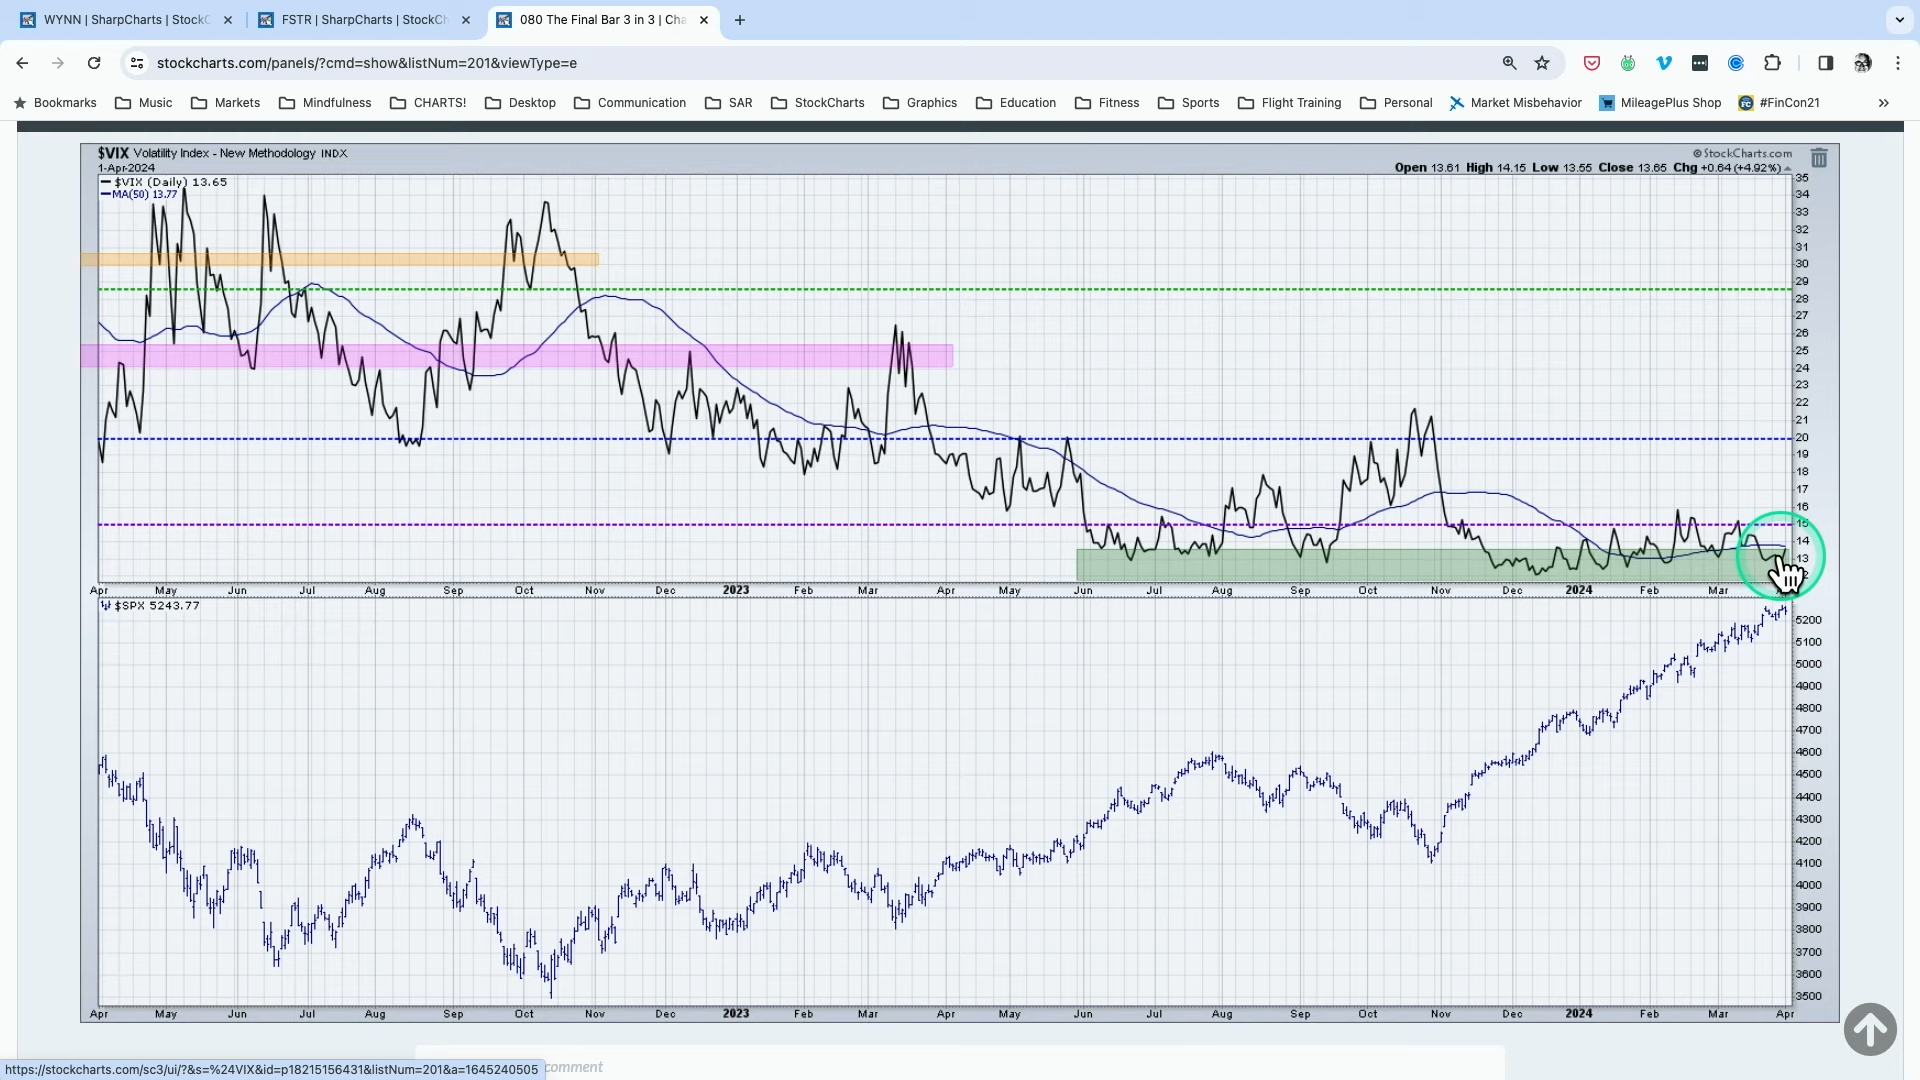 WYNN | SharpCharts | StockC
FSTR | SharpCharts | StockCh
080 The Final Bar 3 in 3 | Cha
stockcharts.com/panels/?cmd=show&listNum=201&viewType=e
Bookmarks Music Markets Mindfulness CHARTS! Desktop Communication SAR StockCharts Graphics Education Fitness Sports Flight Training Personal Market Misbehavior MileagePlus Shop #FinCon21 »
$VIX Volatility Index - New Methodology INDX
© StockCharts.com
1-Apr-2024
Open 13.61 High 14.15 Low 13.55 Close 13.65 Chg +0.64 (+4.92%)
$VIX (Daily) 13.65
MA(50) 13.77
35
34
33
32
31
30
29
28
27
26
25
24
23
22
21
20
19
18
17
16
15
14
13
Apr May Jun Jul Aug Sep Oct Nov Dec 2023 Feb Mar Apr May Jun Jul Aug Sep Oct Nov Dec 2024 Feb Mar
$SPX 5243.77
5200
5100
5000
4900
4800
4700
4600
4500
4400
4300
4200
4100
4000
3900
3800
3700
3600
3500
Apr May Jun Jul Aug Sep Oct Nov Dec 2023 Feb Mar Apr May Jun Jul Aug Sep Oct Nov Dec 2024 Feb Mar Apr
https://stockcharts.com/sc3/ui/?&s=%24VIX&id=p18215156431&listNum=201&a=1645240505
comment